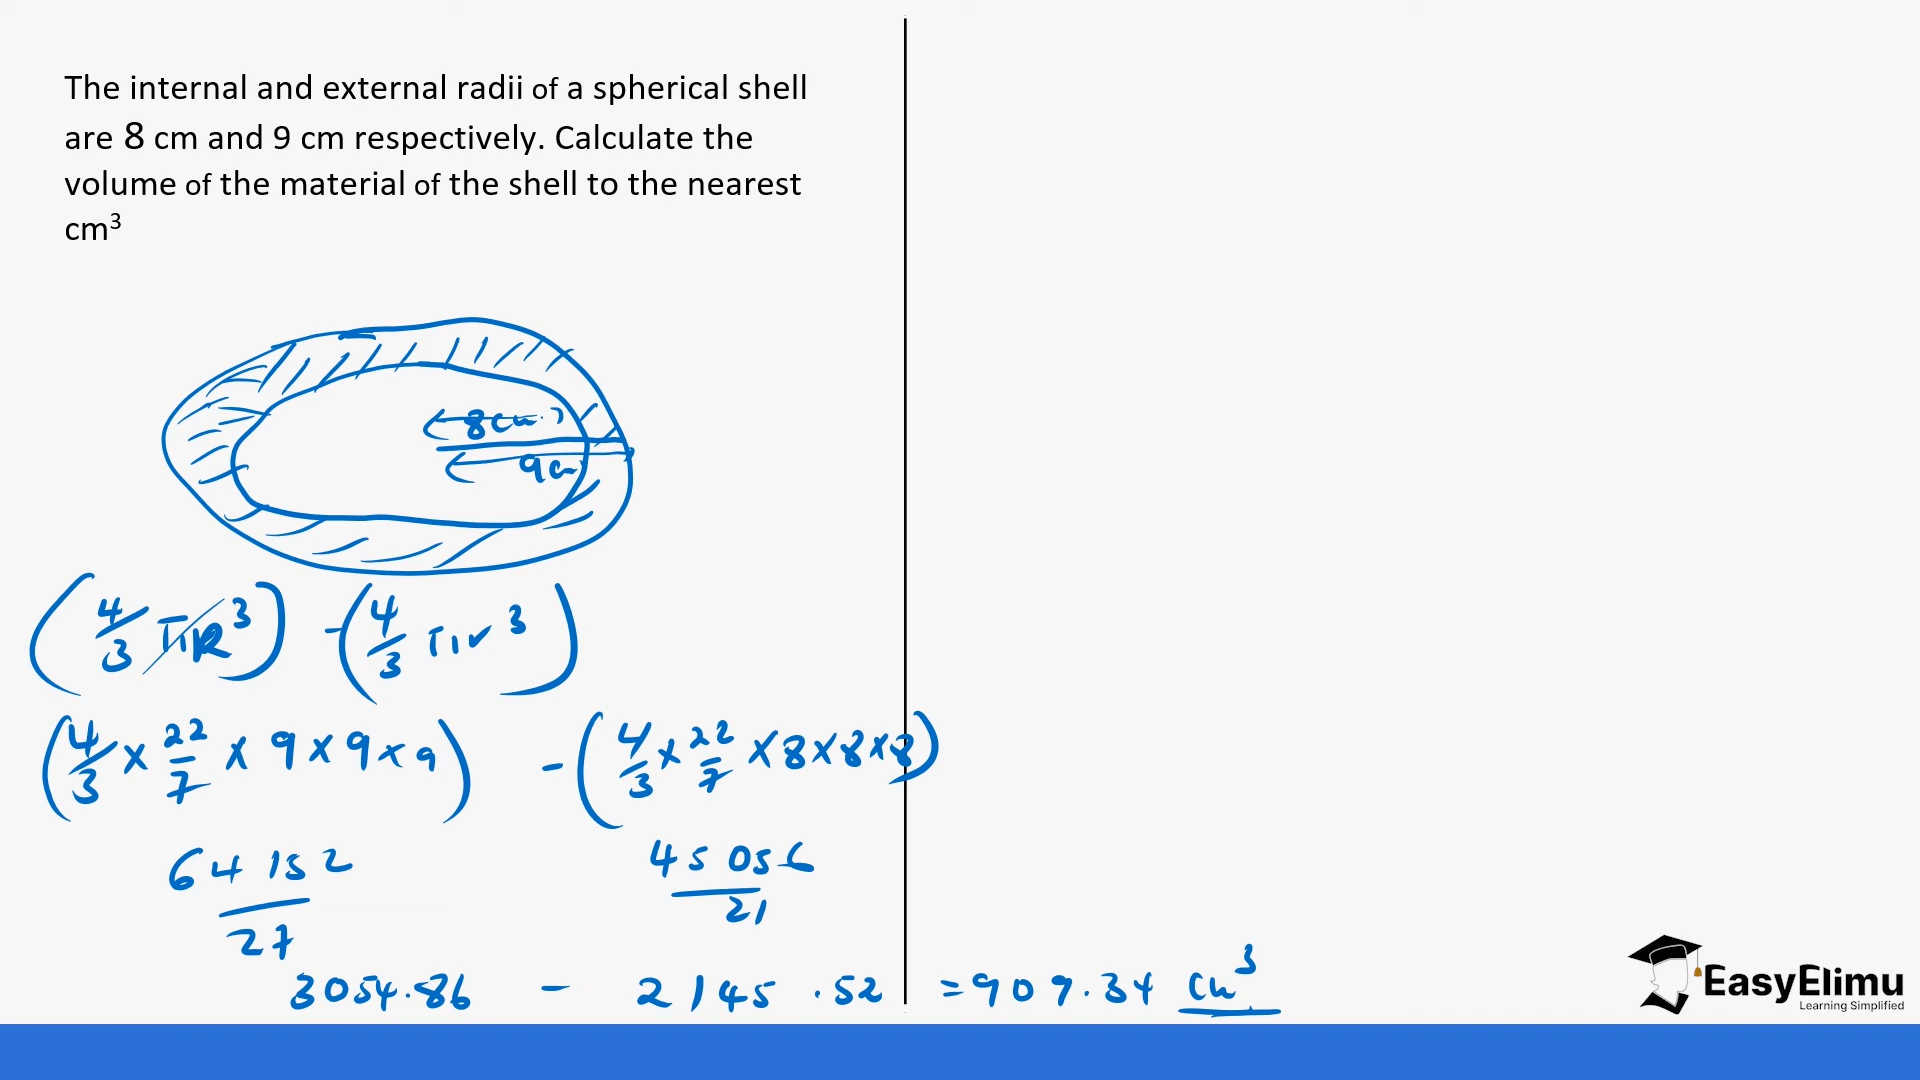 The internal and external radii of a spherical shell
are 8 cm and 9 cm respectively. Calculate the
volume of the material of the shell to the nearest
cm³
8cm
9cm
(4/3 πR³) - (4/3 πr³)
(4/3 × 22/7 × 9 × 9 × 9) - (4/3 × 22/7 × 8 × 8 × 8)
64152/27 45056/21
3054.86 - 2145.52 = 909.34 cm³
EasyElimu
Learning Simplified